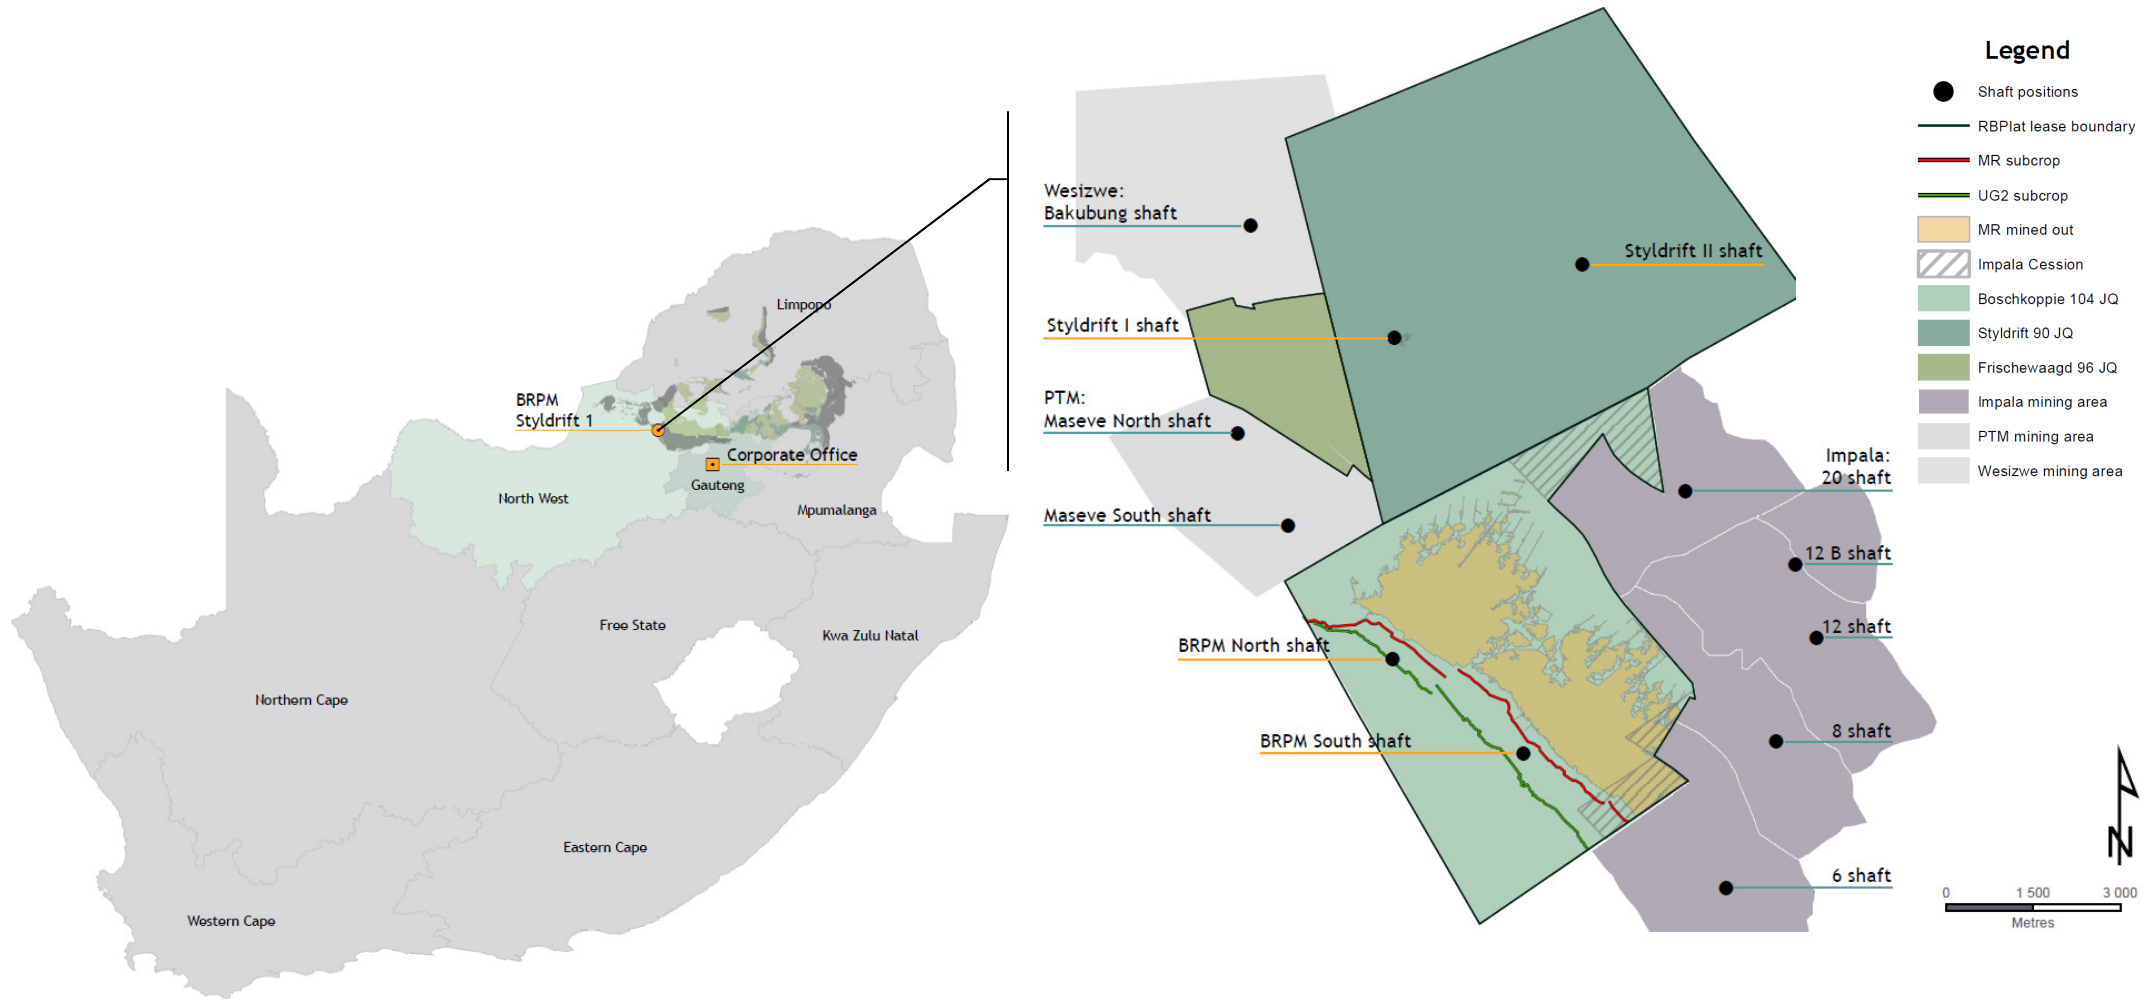 Limpopo
BRPM
Styldrift 1
Corporate Office
Gauteng
North West
Mpumalanga
Free State
Kwa Zulu Natal
Northern Cape
Eastern Cape
Western Cape
Wesizwe:
Bakubung shaft
Styldrift II shaft
Styldrift I shaft
PTM:
Maseve North shaft
Maseve South shaft
Impala:
20 shaft
12 B shaft
12 shaft
BRPM North shaft
BRPM South shaft
8 shaft
6 shaft
Legend
Shaft positions
RBPlat lease boundary
MR subcrop
UG2 subcrop
MR mined out
Impala Cession
Boschkoppie 104 JQ
Styldrift 90 JQ
Frischewaagd 96 JQ
Impala mining area
PTM mining area
Wesizwe mining area
N
0 1 500 3 000
Metres